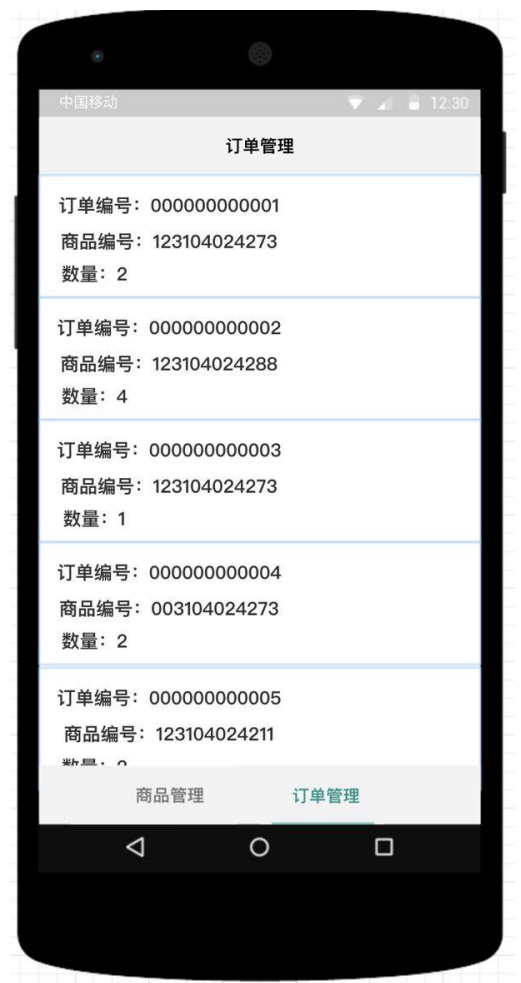 中国移动 12:30
订单管理
订单编号：000000000001
商品编号：123104024273
数量：2
订单编号：000000000002
商品编号：123104024288
数量：4
订单编号：000000000003
商品编号：123104024273
数量：1
订单编号：000000000004
商品编号：003104024273
数量：2
订单编号：000000000005
商品编号：123104024211
数量：
商品管理 订单管理